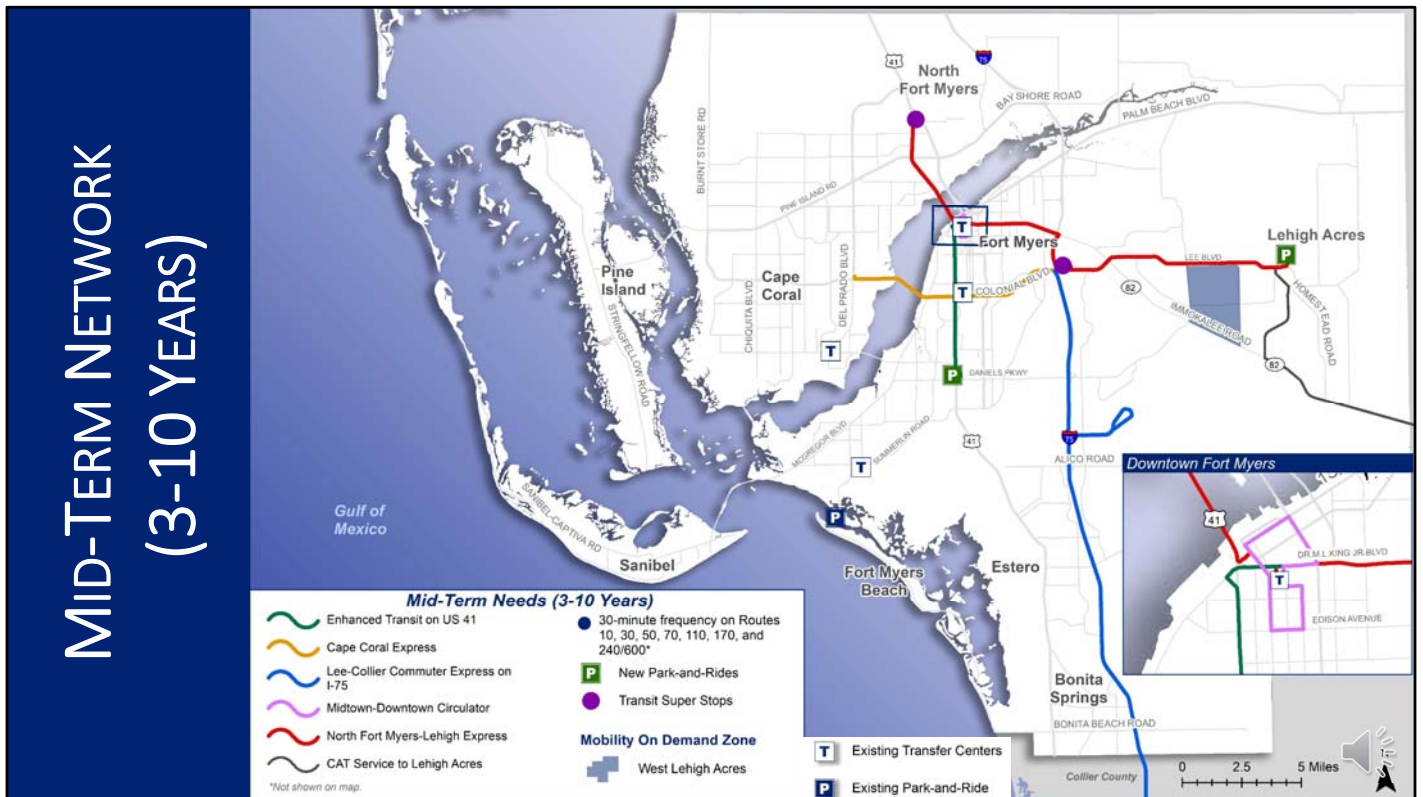 MID-TERM NETWORK
(3-10 YEARS)
41
75
North
Fort Myers
BAY SHORE ROAD
PALM BEACH BLVD
BURNT STORE RD
PINE ISLAND RD
T
Fort Myers
Lehigh Acres
P
LEE BLVD
Pine
Island
Cape
Coral
DEL PRADO BLVD
T
COLONIAL BLVD
82
IMMOKALEE ROAD
HOMESTEAD ROAD
CHIQUITA BLVD
STRINGFELLOW ROAD
T
P
DANIELS PKWY
82
MCGREGOR BLVD
SUMMERLIN ROAD
41
75
ALICO ROAD
T
P
Gulf of
Mexico
SANIBEL-CAPTIVA RD
Sanibel
Fort Myers
Beach
Estero
Bonita
Springs
BONITA BEACH ROAD
Collier County
Downtown Fort Myers
41
DR.M.L.KING JR.BLVD
T
EDISON AVENUE
Mid-Term Needs (3-10 Years)
Enhanced Transit on US 41
Cape Coral Express
Lee-Collier Commuter Express on
I-75
Midtown-Downtown Circulator
North Fort Myers-Lehigh Express
CAT Service to Lehigh Acres
*Not shown on map.
30-minute frequency on Routes
10, 30, 50, 70, 110, 170, and
240/600*
P New Park-and-Rides
Transit Super Stops
Mobility On Demand Zone
West Lehigh Acres
T Existing Transfer Centers
P Existing Park-and-Ride
0 2.5 5 Miles